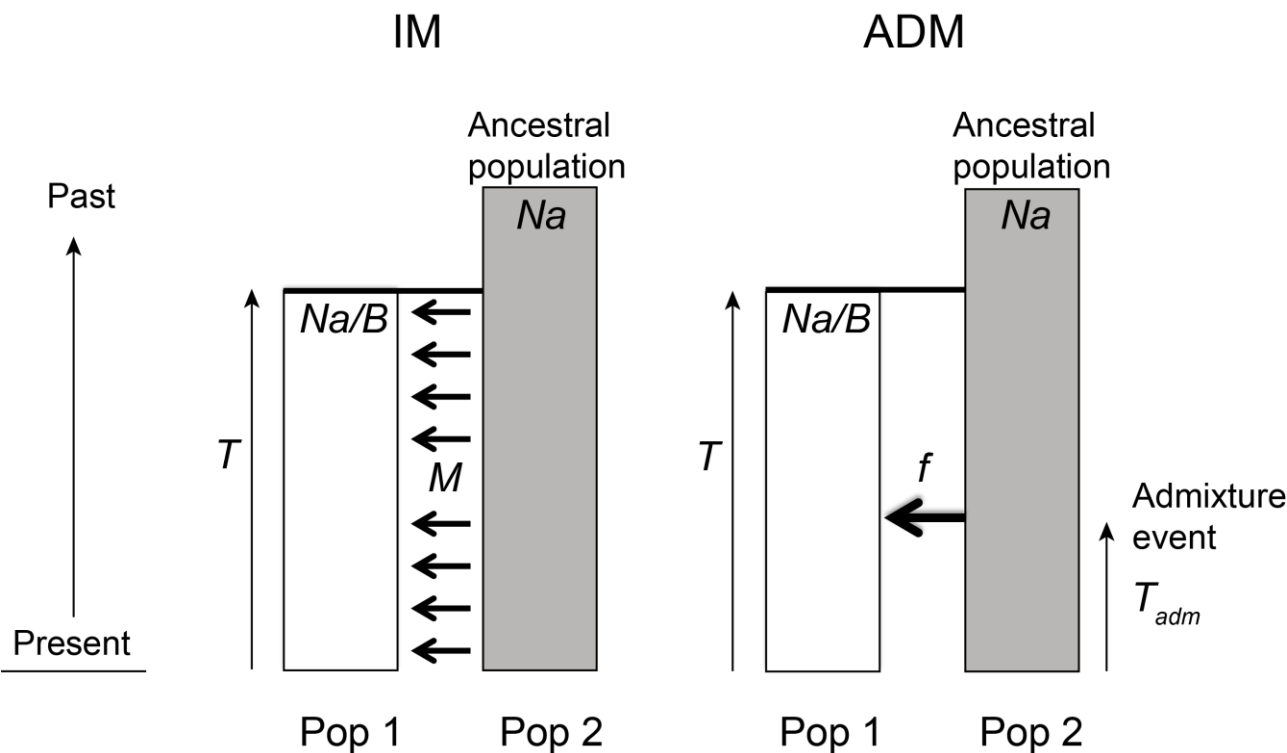 IM
ADM
Past
Present
Ancestral
population
Na
Na/B
T
M
Pop 1
Pop 2
Ancestral
population
Na
Na/B
T
f
Admixture
event
T_adm
Pop 1
Pop 2